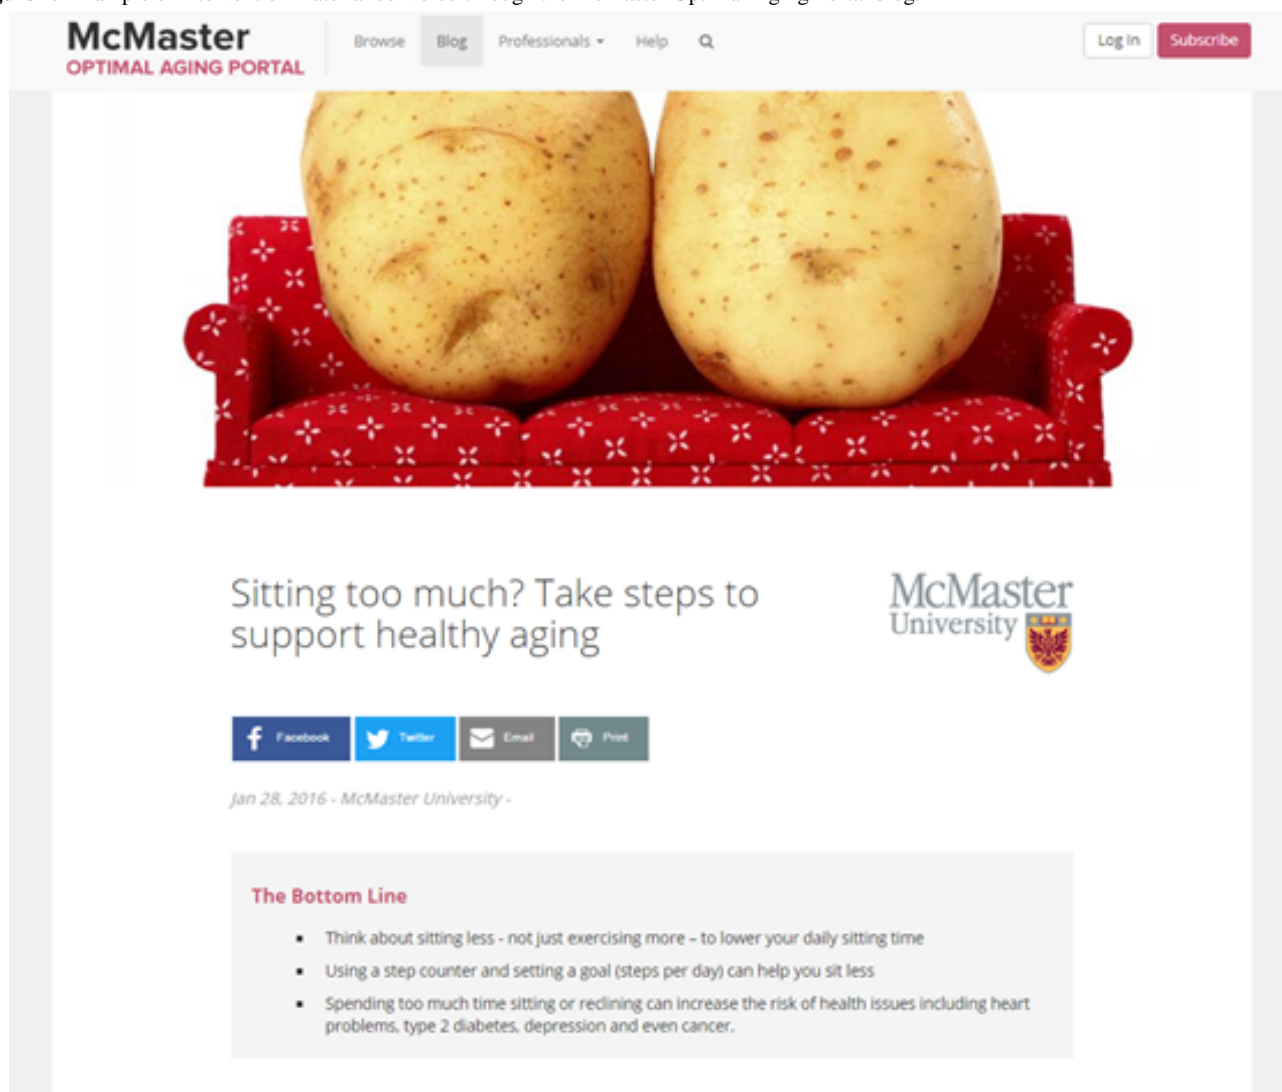 McMaster
OPTIMAL AGING PORTAL
Browse Blog Professionals Help
Log In Subscribe
Sitting too much? Take steps to
support healthy aging
McMaster
University
Facebook Twitter Email Print
Jan 28, 2016 - McMaster University -
The Bottom Line
▪ Think about sitting less - not just exercising more – to lower your daily sitting time
▪ Using a step counter and setting a goal (steps per day) can help you sit less
▪ Spending too much time sitting or reclining can increase the risk of health issues including heart
problems, type 2 diabetes, depression and even cancer.